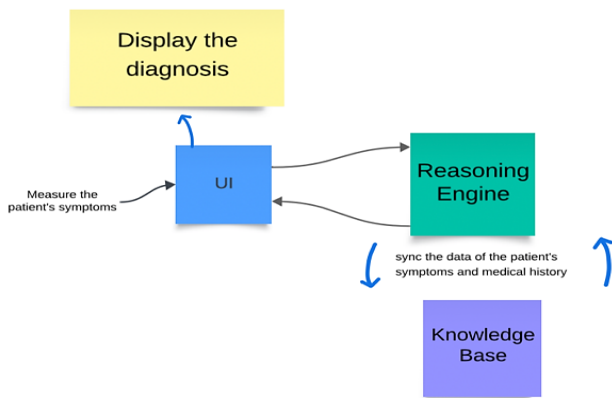 Display the
diagnosis
UI
Measure the
patient's symptoms
Reasoning
Engine
sync the data of the patient's
symptoms and medical history
Knowledge
Base